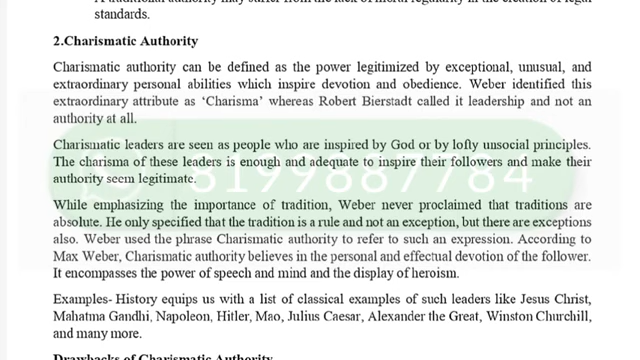 A traditional authority may suffer from the lack of moral regularity in the creation of legal
standards.
2.Charismatic Authority
Charismatic authority can be defined as the power legitimized by exceptional, unusual, and
extraordinary personal abilities which inspire devotion and obedience. Weber identified this
extraordinary attribute as ‘Charisma’ whereas Robert Bierstadt called it leadership and not an
authority at all.
Charismatic leaders are seen as people who are inspired by God or by lofty unsocial principles.
The charisma of these leaders is enough and adequate to inspire their followers and make their
authority seem legitimate.
8199887784
While emphasizing the importance of tradition, Weber never proclaimed that traditions are
absolute. He only specified that the tradition is a rule and not an exception, but there are exceptions
also. Weber used the phrase Charismatic authority to refer to such an expression. According to
Max Weber, Charismatic authority believes in the personal and effectual devotion of the follower.
It encompasses the power of speech and mind and the display of heroism.
Examples- History equips us with a list of classical examples of such leaders like Jesus Christ,
Mahatma Gandhi, Napoleon, Hitler, Mao, Julius Caesar, Alexander the Great, Winston Churchill,
and many more.
Drawbacks of Charismatic Authority